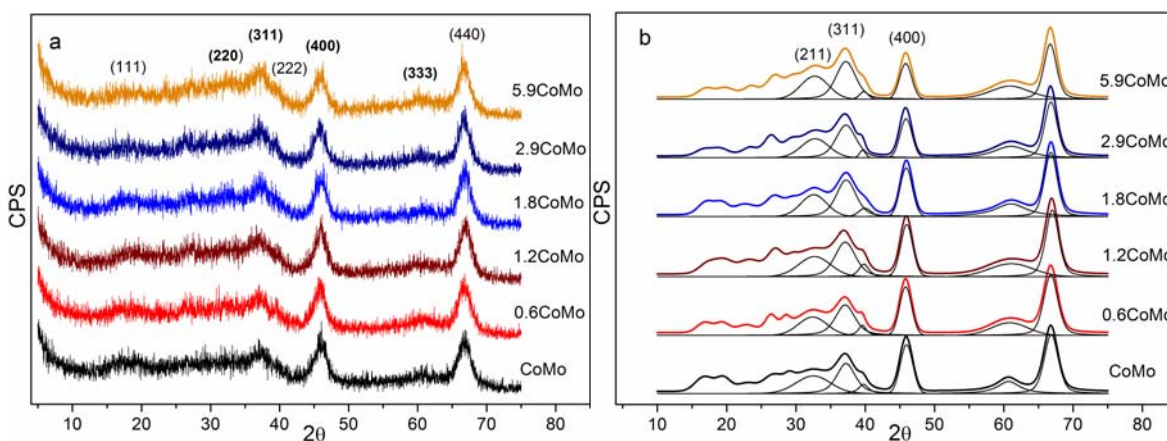 a
(111)
(220)
(311)
(222)
(400)
(333)
(440)
5.9CoMo
2.9CoMo
1.8CoMo
1.2CoMo
0.6CoMo
CoMo
CPS
10 20 30 40 50 60 70 80
2θ
b
(211)
(311)
(400)
5.9CoMo
2.9CoMo
1.8CoMo
1.2CoMo
0.6CoMo
CoMo
CPS
10 20 30 40 50 60 70 80
2θ